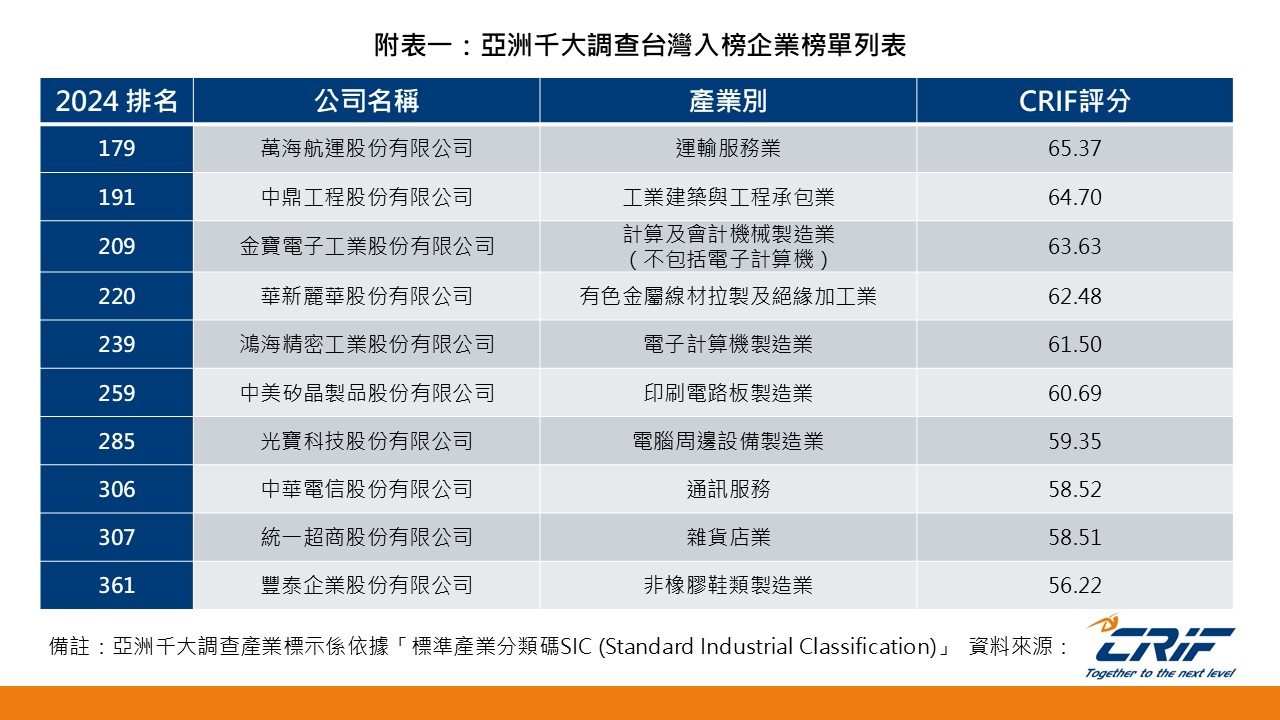 附表一：亞洲千大調查台灣入榜企業榜單列表
2024 排名 公司名稱 產業別 CRIF評分
179 萬海航運股份有限公司 運輸服務業 65.37
191 中鼎工程股份有限公司 工業建築與工程承包業 64.70
209 金寶電子工業股份有限公司 計算及會計機械製造業 63.63
（不包括電子計算機）
220 華新麗華股份有限公司 有色金屬線材拉製及絕緣加工業 62.48
239 鴻海精密工業股份有限公司 電子計算機製造業 61.50
259 中美矽晶製品股份有限公司 印刷電路板製造業 60.69
285 光寶科技股份有限公司 電腦周邊設備製造業 59.35
306 中華電信股份有限公司 通訊服務 58.52
307 統一超商股份有限公司 雜貨店業 58.51
361 豐泰企業股份有限公司 非橡膠鞋類製造業 56.22
備註：亞洲千大調查產業標示係依據「標準產業分類碼SIC (Standard Industrial Classification)」 資料來源：
CRIF
Together to the next level